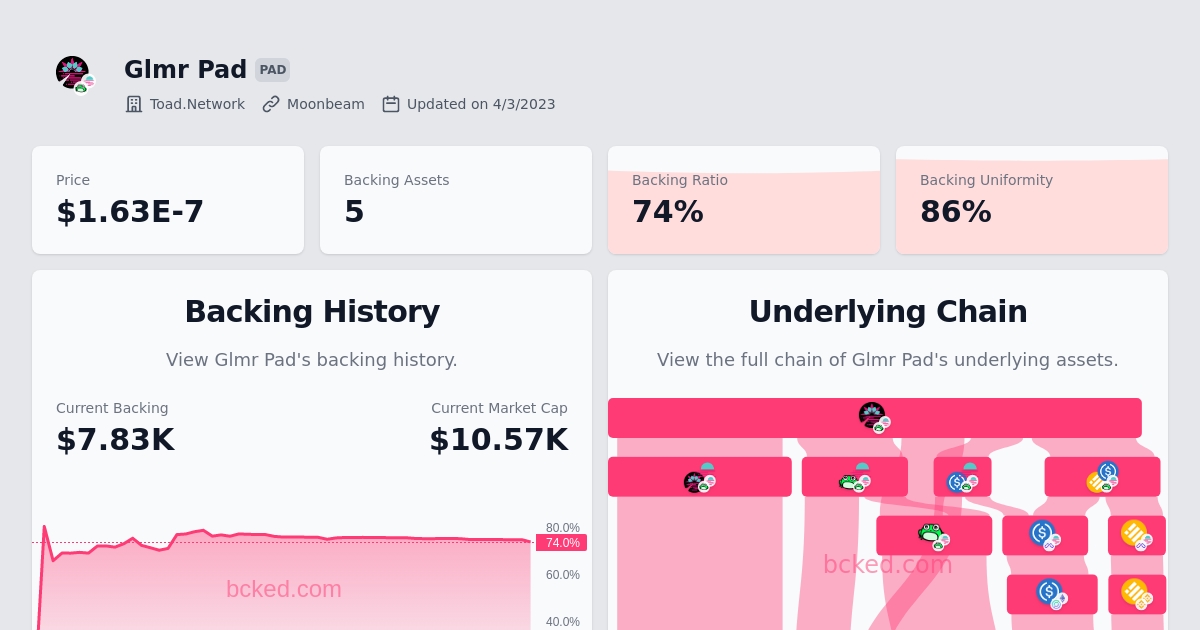 Glmr Pad PAD
Toad.Network Moonbeam Updated on 4/3/2023
Price
$1.63E-7
Backing Assets
5
Backing Ratio
74%
Backing Uniformity
86%
Backing History
View Glmr Pad's backing history.
Current Backing
$7.83K
Current Market Cap
$10.57K
80.0%
74.0%
60.0%
40.0%
bcked.com
Underlying Chain
View the full chain of Glmr Pad's underlying assets.
bcked.com